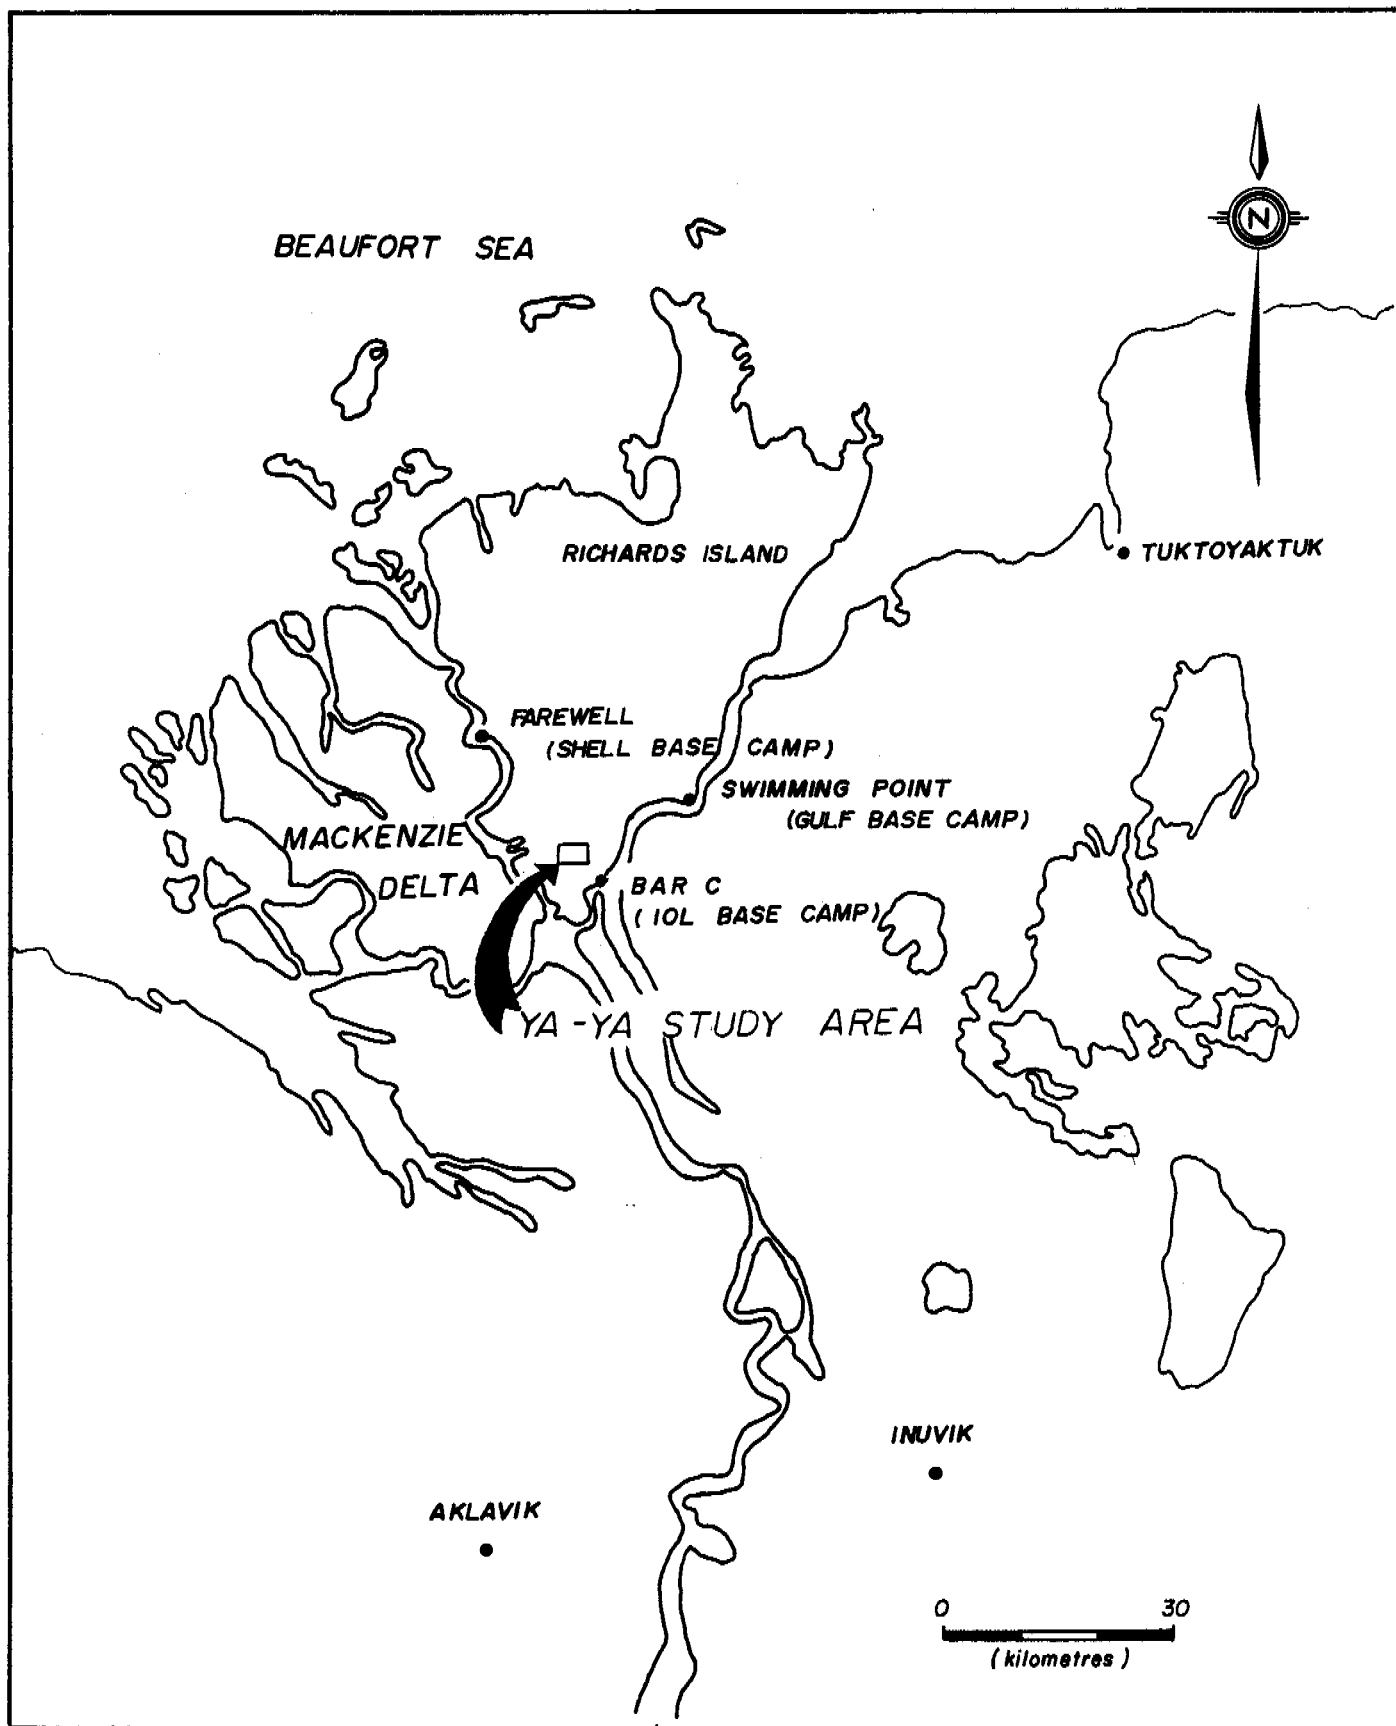 N
BEAUFORT SEA
RICHARDS ISLAND
TUKTOYAKTUK
FAREWELL
(SHELL BASE CAMP)
SWIMMING POINT
(GULF BASE CAMP)
MACKENZIE
DELTA
BAR C
(IOL BASE CAMP)
YA-YA STUDY AREA
INUVIK
AKLAVIK
0 30
(kilometres)